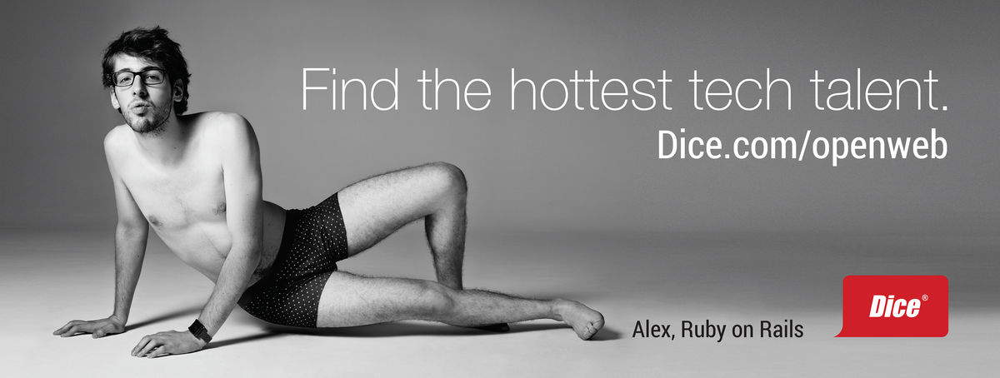 Find the hottest tech talent.
Dice.com/openweb
Alex, Ruby on Rails
Dice®